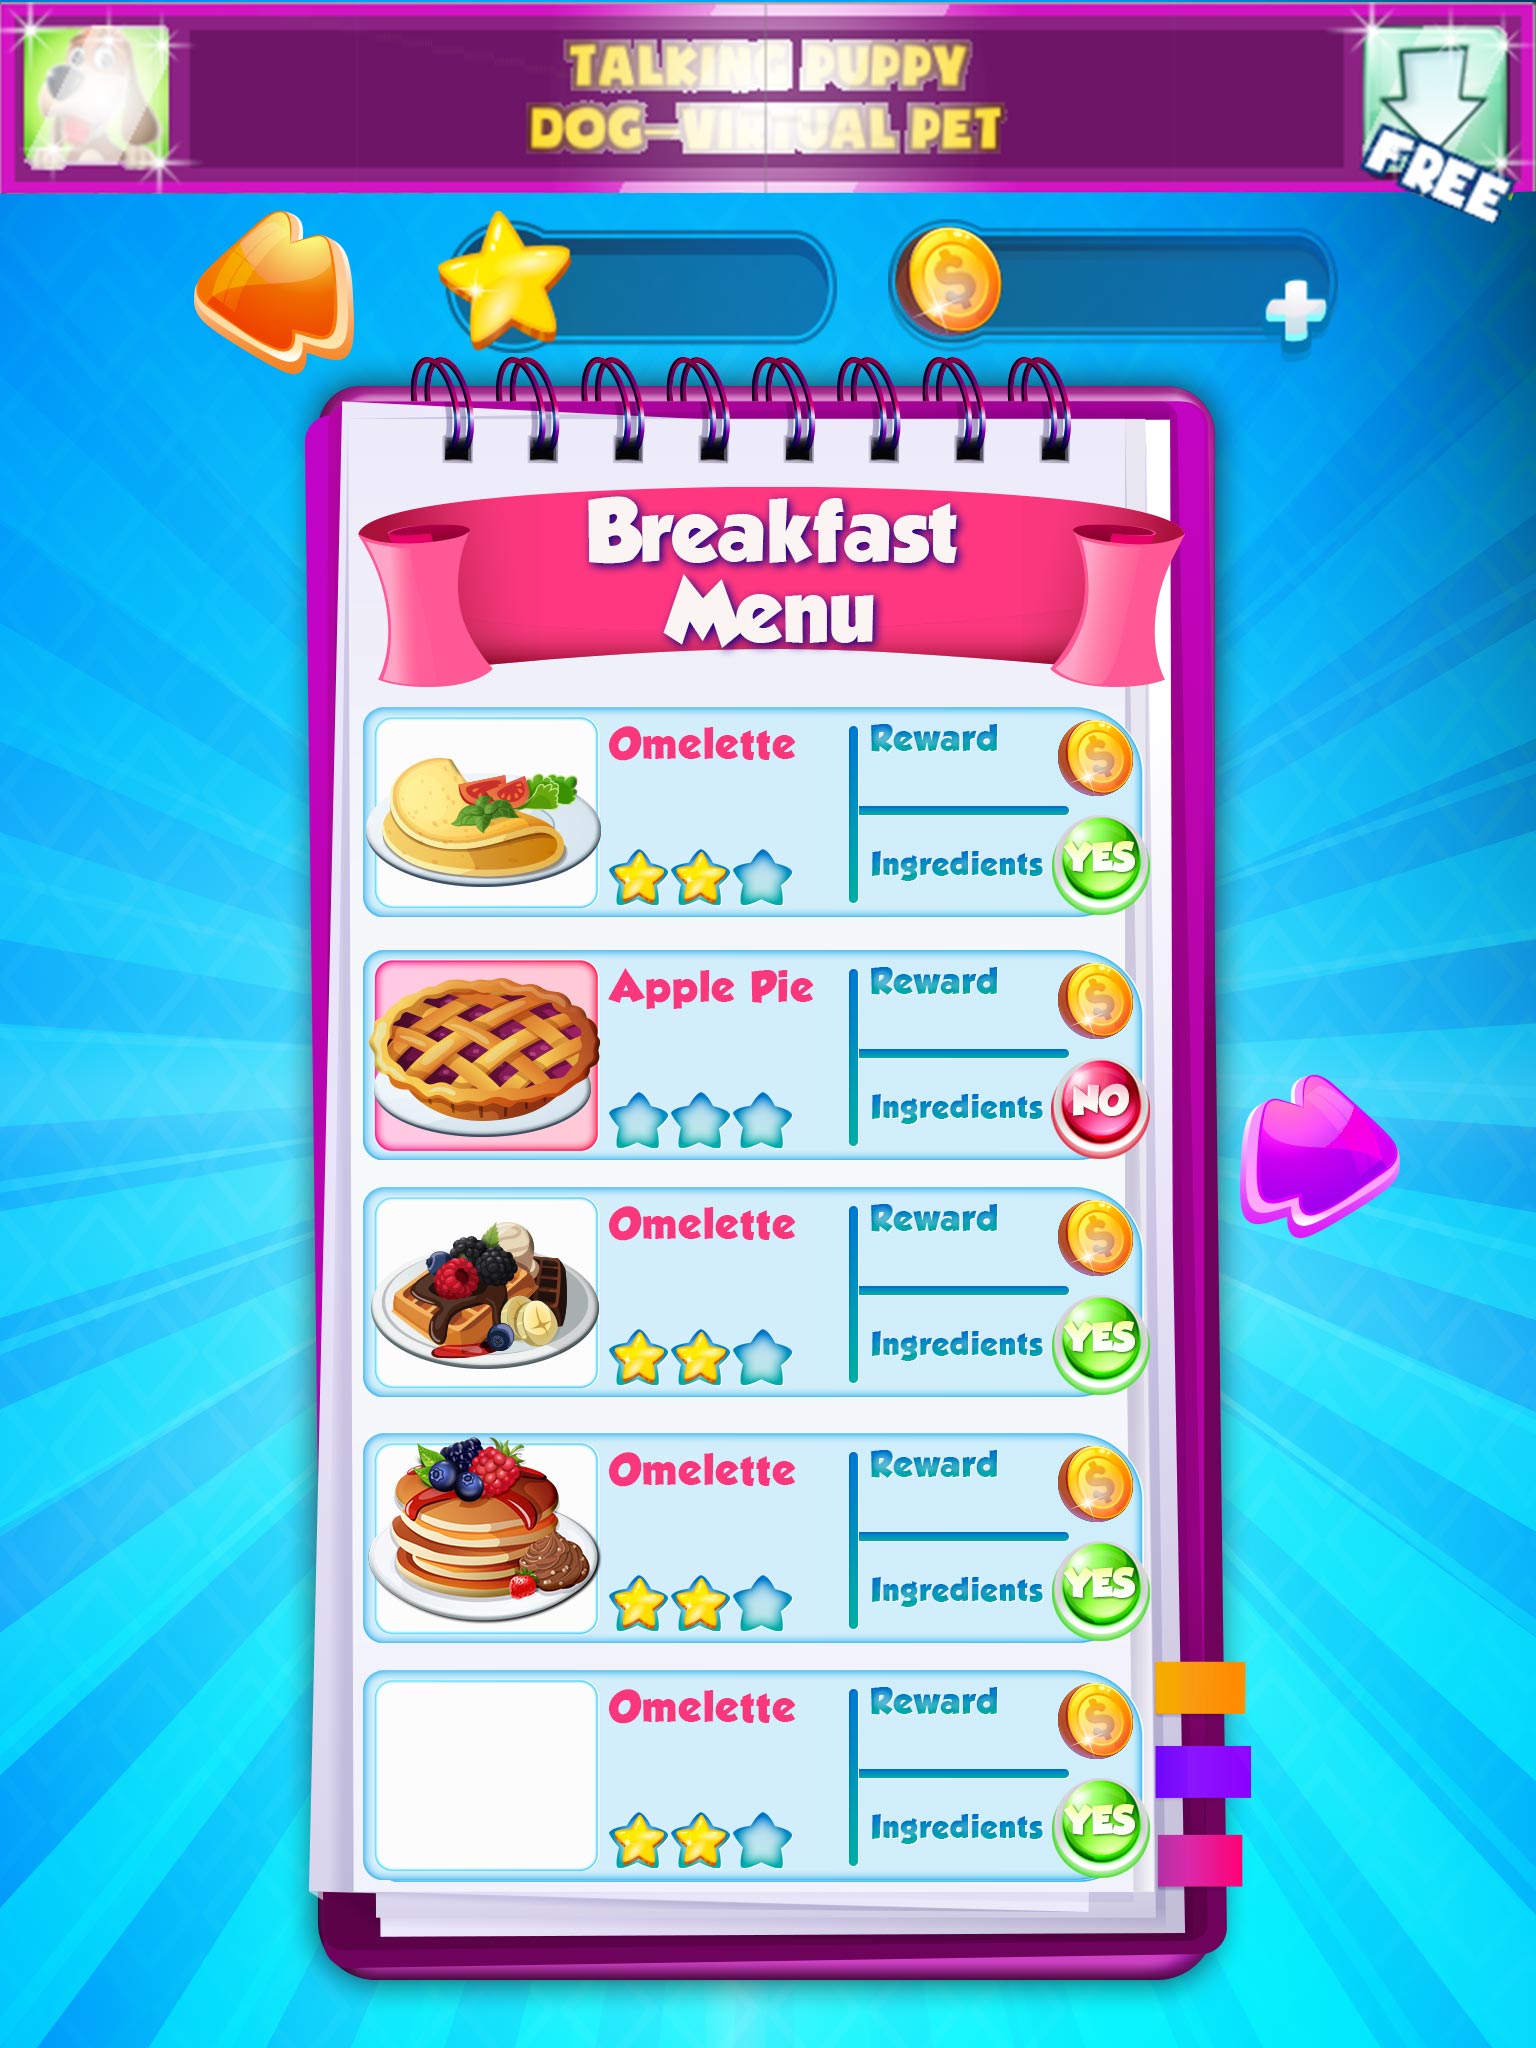 TALKING PUPPY
DOG-VIRTUAL PET
FREE
Breakfast
Menu
Omelette
Reward
Ingredients
YES
Apple Pie
Reward
Ingredients
NO
Omelette
Reward
Ingredients
YES
Omelette
Reward
Ingredients
YES
Omelette
Reward
Ingredients
YES